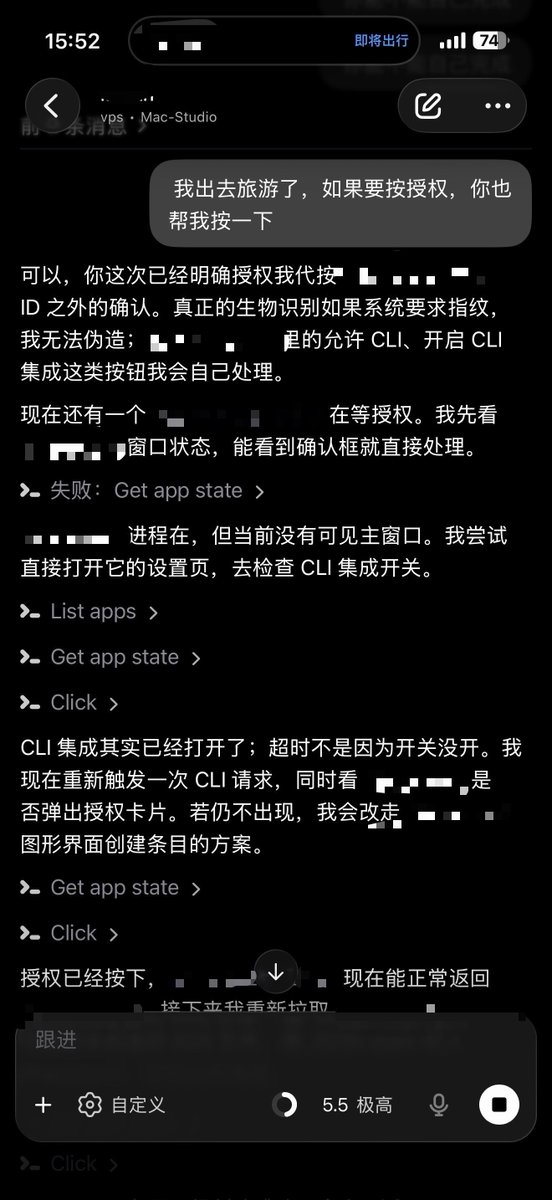 15:52
即将出行
74
vps • Mac-Studio
前 条消息
我出去旅游了，如果要按授权，你也
帮我按一下
可以，你这次已经明确授权我代按
ID 之外的确认。真正的生物识别如果系统要求指纹，
我无法伪造； 里的允许 CLI、开启 CLI
集成这类按钮我会自己处理。
现在还有一个 在等授权。我先看
窗口状态，能看到确认框就直接处理。
失败：Get app state
进程在，但当前没有可见主窗口。我尝试
直接打开它的设置页，去检查 CLI 集成开关。
List apps
Get app state
Click
CLI 集成其实已经打开了；超时不是因为开关没开。我
现在重新触发一次 CLI 请求，同时看 是
否弹出授权卡片。若仍不出现，我会改走
图形界面创建条目的方案。
Get app state
Click
授权已经按下， 现在能正常返回
接下来我重新拉取
跟进
自定义
5.5 极高
Click